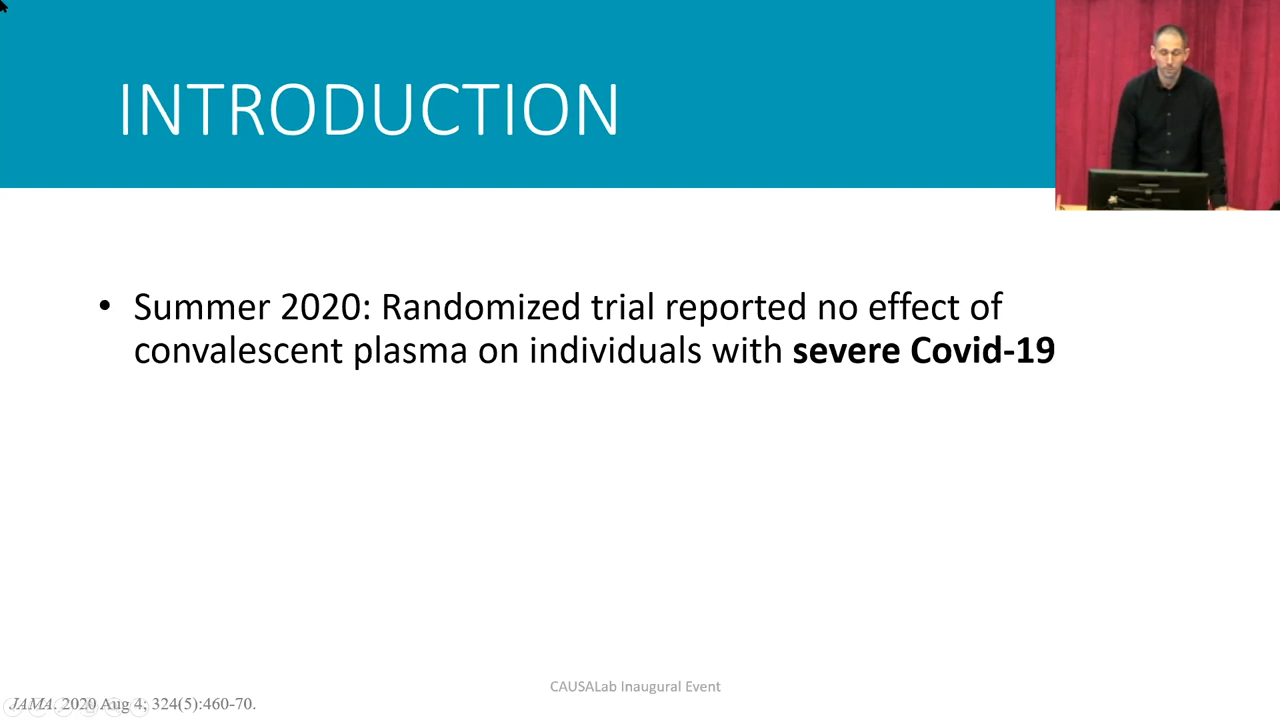 INTRODUCTION
• Summer 2020: Randomized trial reported no effect of
convalescent plasma on individuals with severe Covid-19
CAUSALab Inaugural Event
JAMA. 2020 Aug 4; 324(5):460-70.